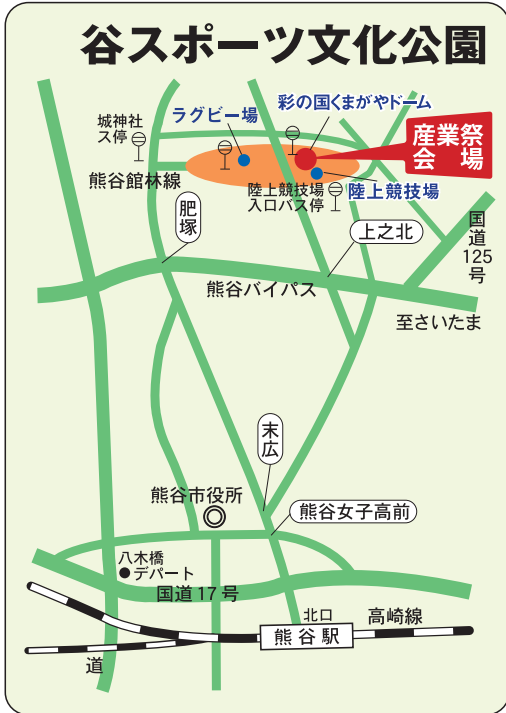 谷スポーツ文化公園
彩の国くまがやドーム
ラグビー場
城神社
ス停
産業祭
会場
熊谷館林線
陸上競技場
入口バス停
陸上競技場
肥塚
上之北
国道125号
熊谷バイパス
至さいたま
末広
熊谷市役所
熊谷女子高前
八木橋
デパート
国道17号
北口
高崎線
熊谷駅
道